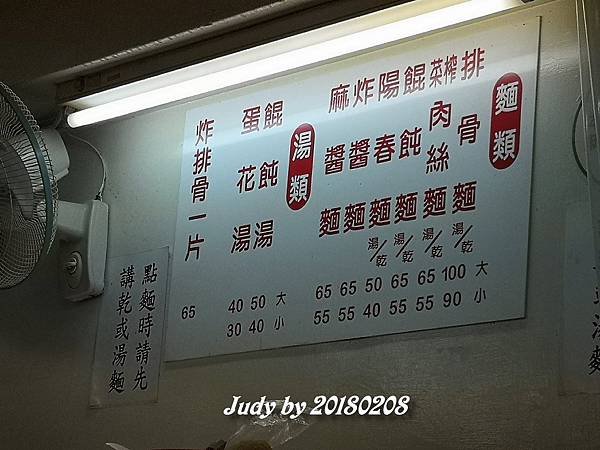 麵類
排骨麵 湯/乾 100 90
榨菜肉絲麵 湯/乾 65 55
餛飩麵 湯/乾 65 55
陽春麵 湯/乾 50 40
炸醬麵 65 55
麻醬麵 65 55
大 小
湯類
餛飩湯 50 40
蛋花湯 40 30
大 小
炸排骨一片 65
點麵時請先
講乾或湯麵
Judy by 20180208